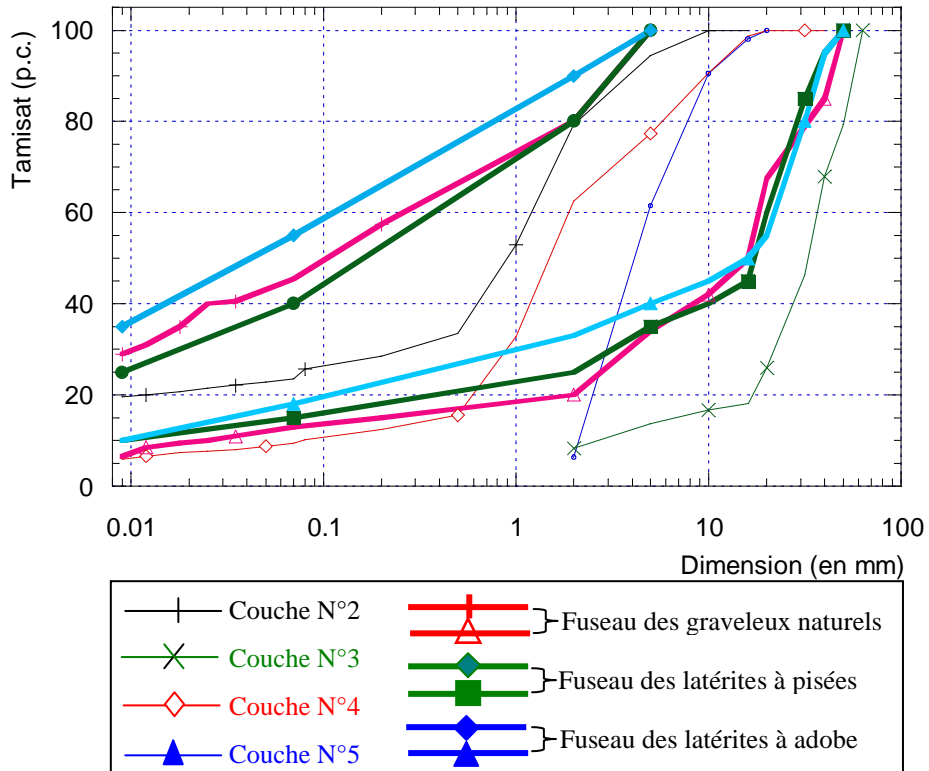 100
80
60
40
20
0
Tamisat (p.c.)
0.01 0.1 1 10 100
Dimension (en mm)
Couche N°2
Couche N°3
Couche N°4
Couche N°5
Fuseau des graveleux naturels
Fuseau des latérites à pisées
Fuseau des latérites à adobe